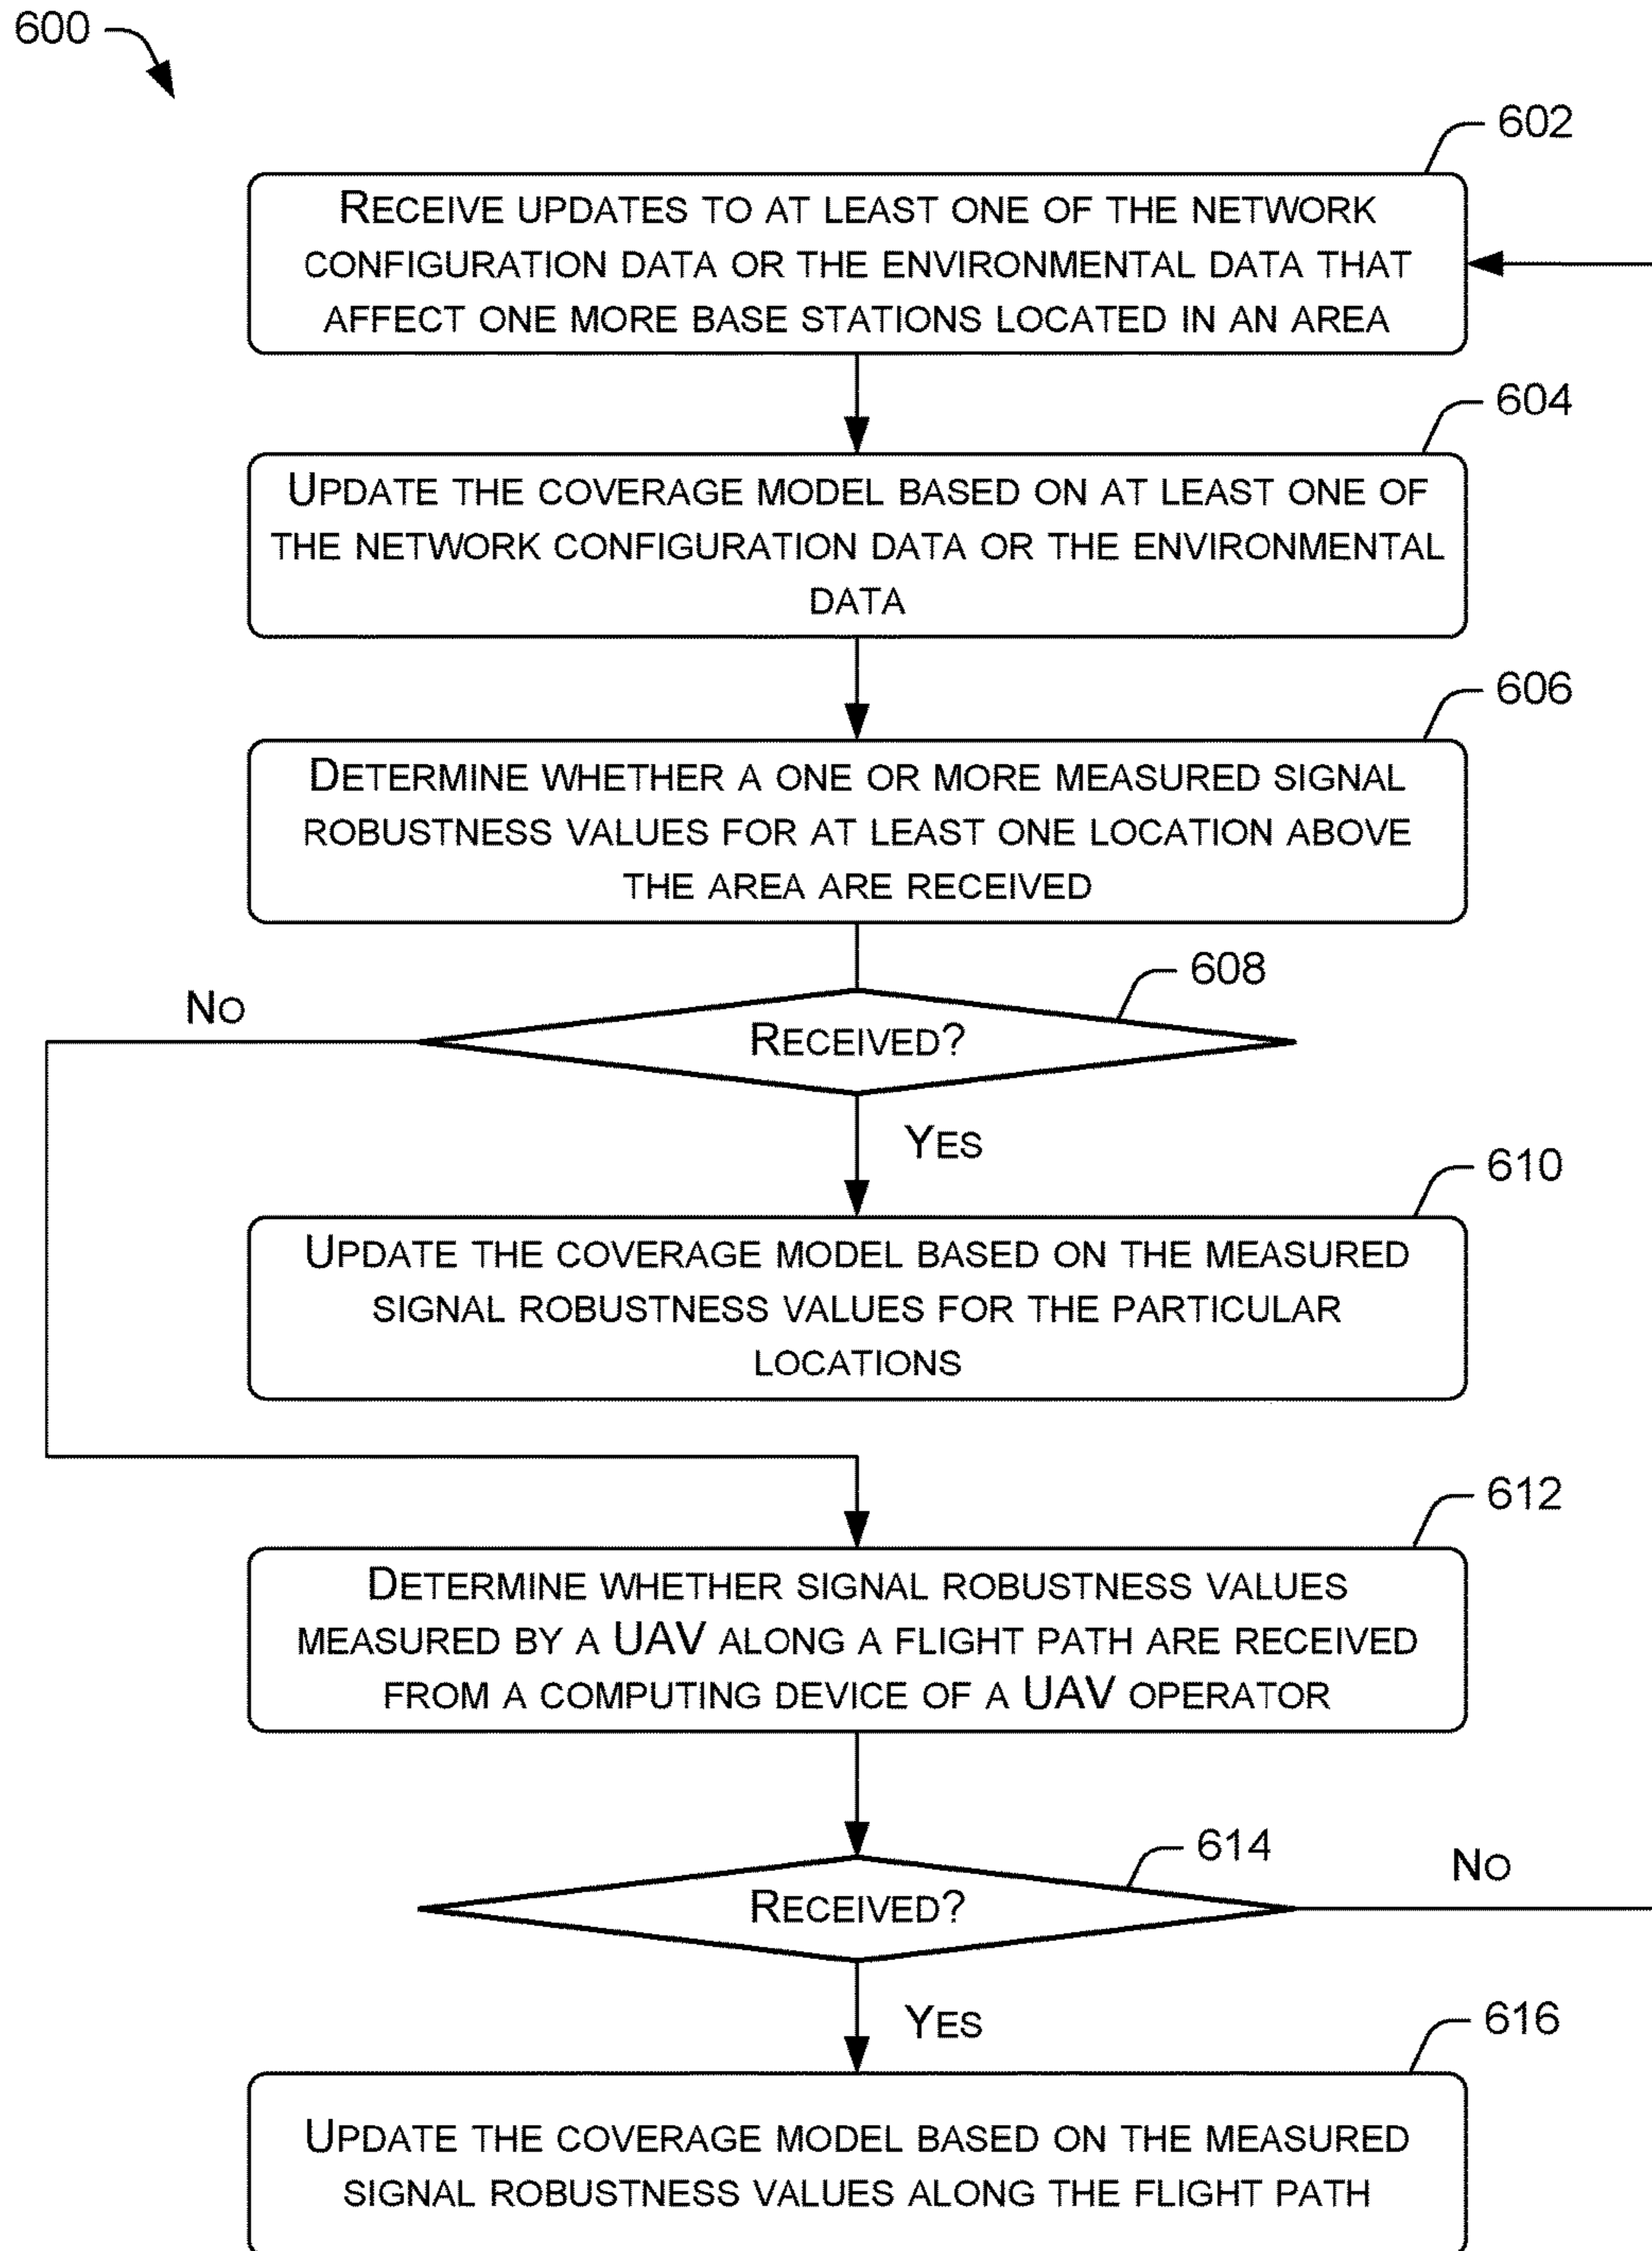 600
602
RECEIVE UPDATES TO AT LEAST ONE OF THE NETWORK
CONFIGURATION DATA OR THE ENVIRONMENTAL DATA THAT
AFFECT ONE MORE BASE STATIONS LOCATED IN AN AREA
604
UPDATE THE COVERAGE MODEL BASED ON AT LEAST ONE OF
THE NETWORK CONFIGURATION DATA OR THE ENVIRONMENTAL
DATA
606
DETERMINE WHETHER A ONE OR MORE MEASURED SIGNAL
ROBUSTNESS VALUES FOR AT LEAST ONE LOCATION ABOVE
THE AREA ARE RECEIVED
608
NO
RECEIVED?
YES
610
UPDATE THE COVERAGE MODEL BASED ON THE MEASURED
SIGNAL ROBUSTNESS VALUES FOR THE PARTICULAR
LOCATIONS
612
DETERMINE WHETHER SIGNAL ROBUSTNESS VALUES
MEASURED BY A UAV ALONG A FLIGHT PATH ARE RECEIVED
FROM A COMPUTING DEVICE OF A UAV OPERATOR
614
NO
RECEIVED?
YES
616
UPDATE THE COVERAGE MODEL BASED ON THE MEASURED
SIGNAL ROBUSTNESS VALUES ALONG THE FLIGHT PATH